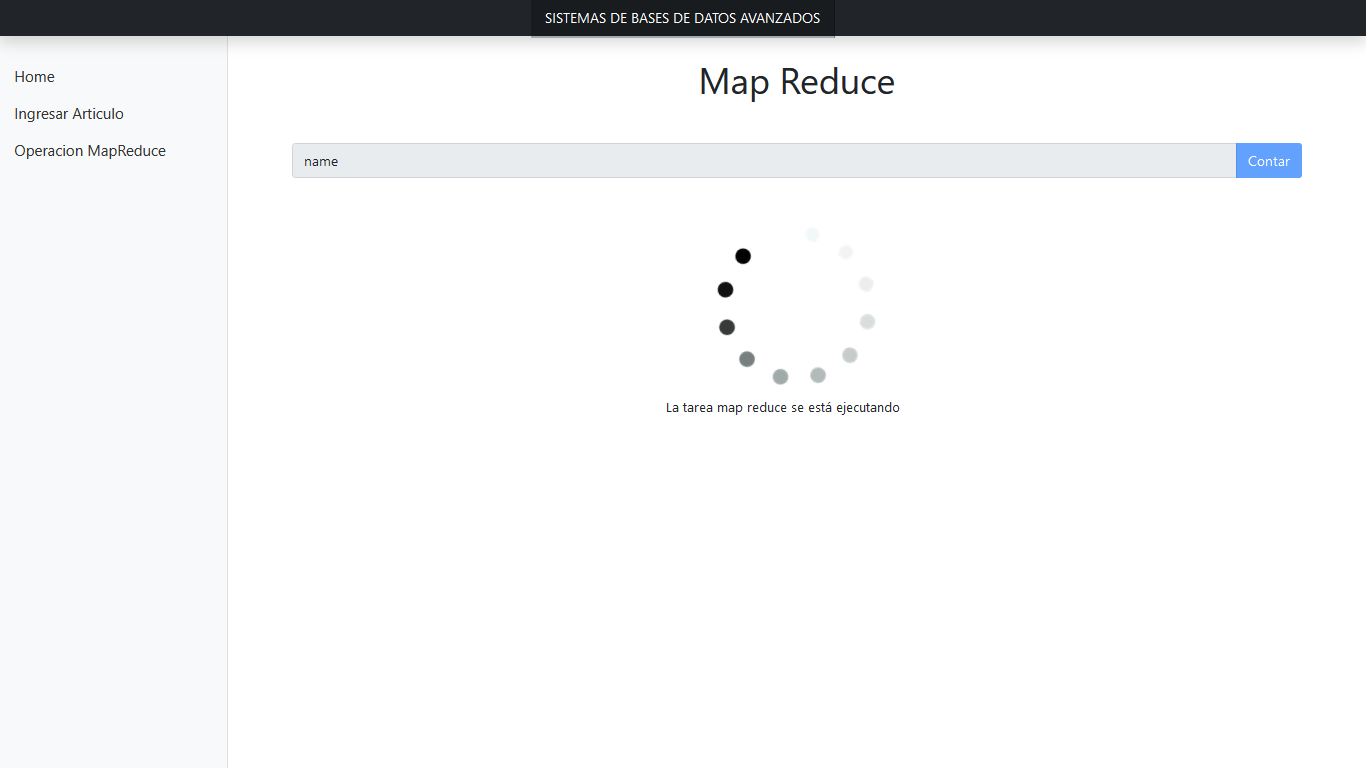 SISTEMAS DE BASES DE DATOS AVANZADOS
Home
Ingresar Articulo
Operacion MapReduce
Map Reduce
name
Contar
La tarea map reduce se está ejecutando